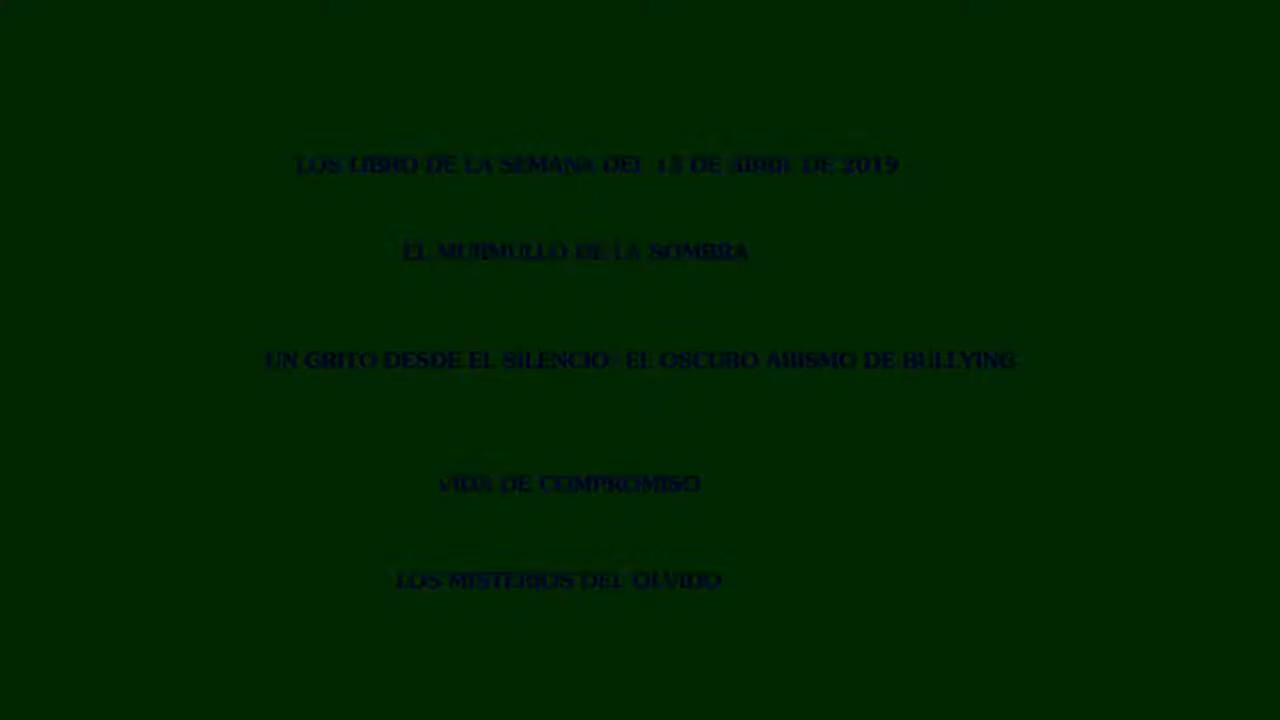 LOS LIBRO DE LA SEMANA DEL 13 DE ABRIL DE 2019
EL MURMULLO DE LA SOMBRA
UN GRITO DESDE EL SILENCIO: EL OSCURO ABISMO DE BULLYING
VIDA DE COMPROMISO
LOS MISTERIOS DEL OLVIDO